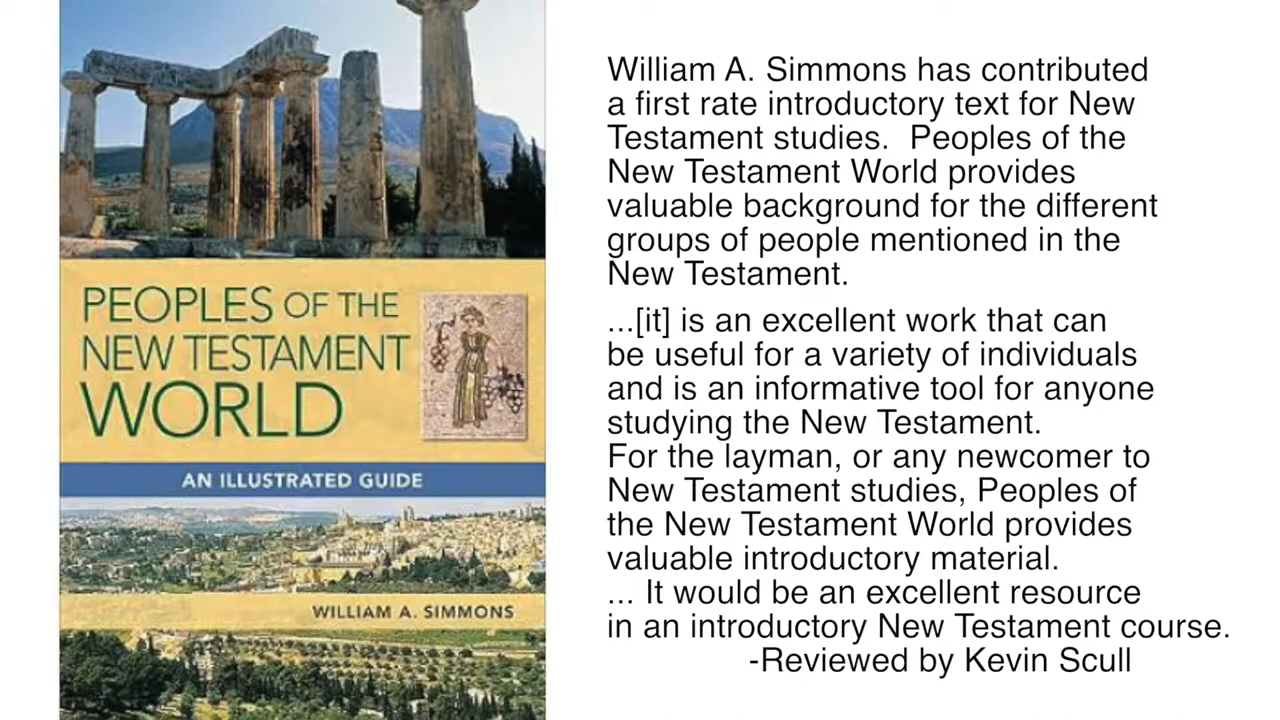 PEOPLES OF THE
NEW TESTAMENT
WORLD
AN ILLUSTRATED GUIDE
WILLIAM A. SIMMONS
William A. Simmons has contributed
a first rate introductory text for New
Testament studies.  Peoples of the
New Testament World provides
valuable background for the different
groups of people mentioned in the
New Testament.
...[it] is an excellent work that can
be useful for a variety of individuals
and is an informative tool for anyone
studying the New Testament.
For the layman, or any newcomer to
New Testament studies, Peoples of
the New Testament World provides
valuable introductory material.
... It would be an excellent resource
in an introductory New Testament course.
-Reviewed by Kevin Scull